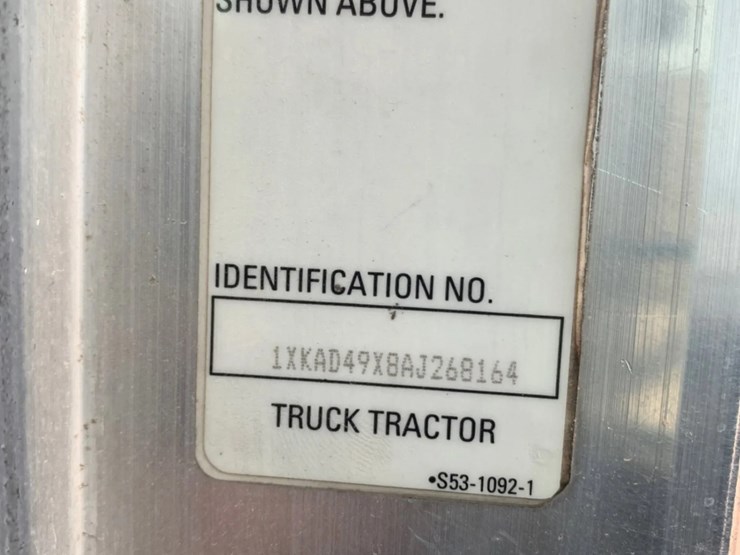 SHOWN ABOVE.
IDENTIFICATION NO.
1XKAD49X8AJ268164
TRUCK TRACTOR
•S53-1092-1